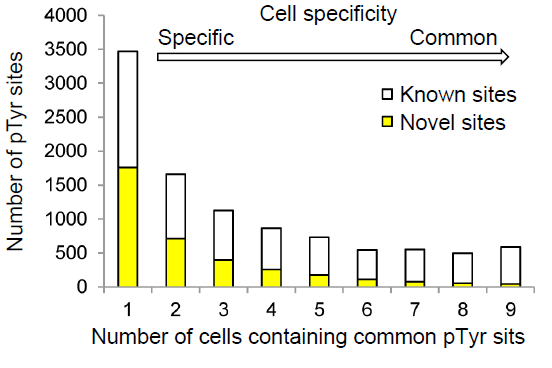 Cell specificity
Specific Common
Known sites
Novel sites
Number of pTyr sites
4000
3500
3000
2500
2000
1500
1000
500
0
1 2 3 4 5 6 7 8 9
Number of cells containing common pTyr sits